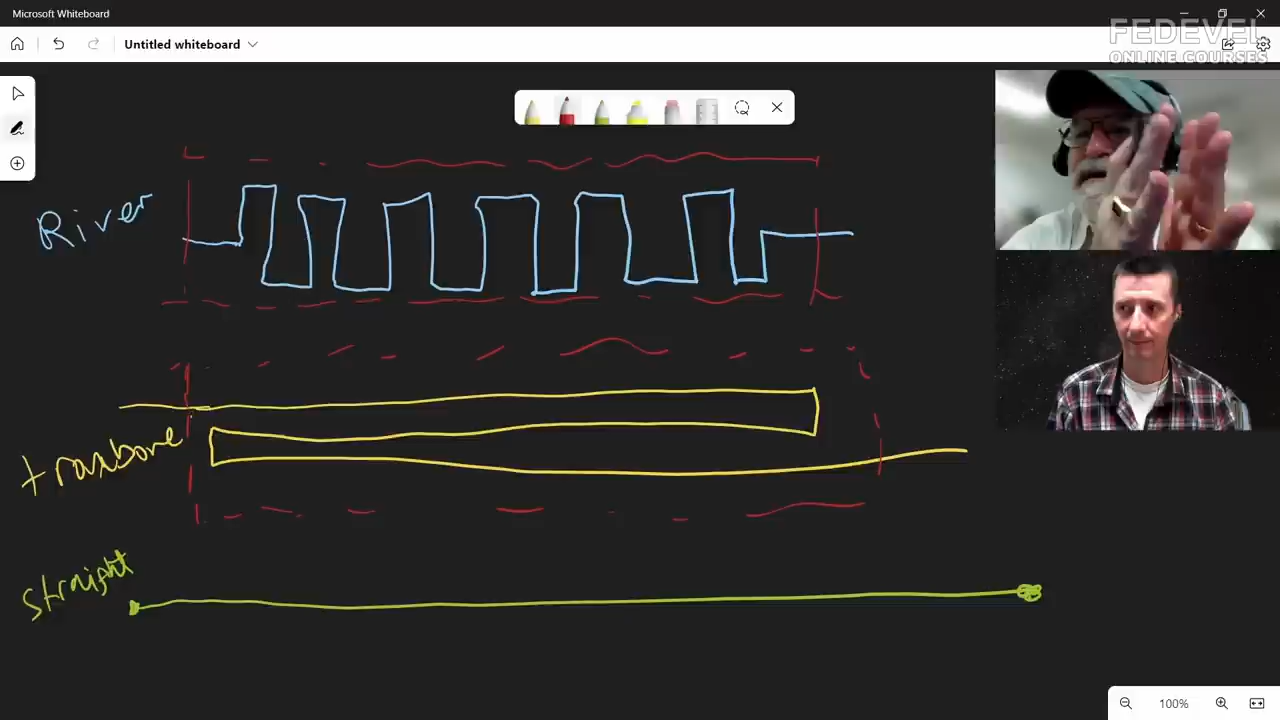 Microsoft Whiteboard
FEDEVEL
ONLINE COURSES
Untitled whiteboard
River
trombone
straight
100%